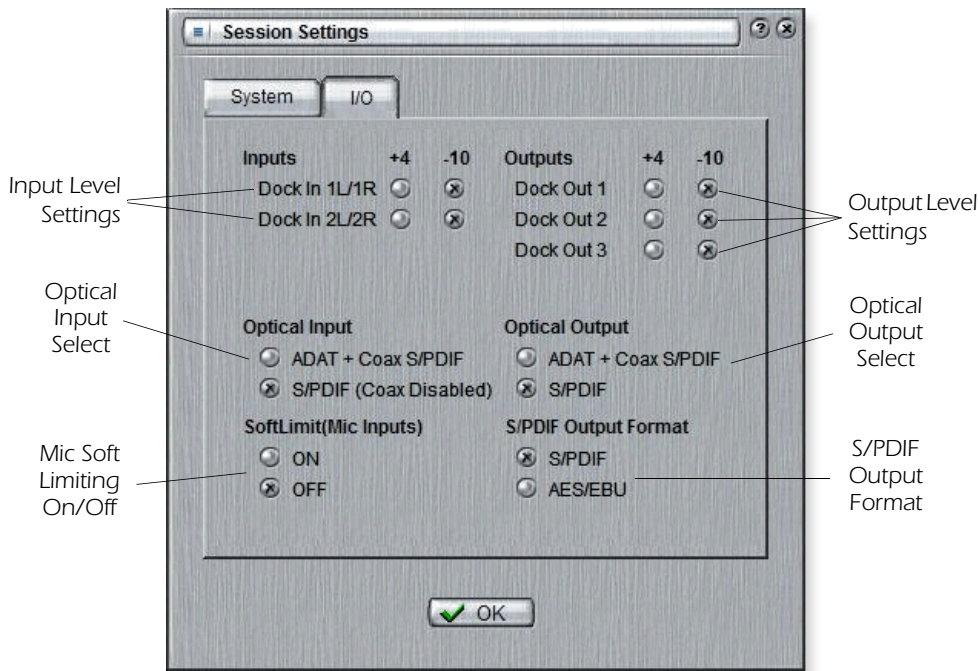 Session Settings
System
I/O
Inputs +4 -10
Dock In 1L/1R
Dock In 2L/2R
Outputs +4 -10
Dock Out 1
Dock Out 2
Dock Out 3
Input Level
Settings
Output Level
Settings
Optical
Input
Select
Optical Input
ADAT + Coax S/PDIF
S/PDIF (Coax Disabled)
Optical Output
ADAT + Coax S/PDIF
S/PDIF
Optical
Output
Select
Mic Soft
Limiting
On/Off
SoftLimit(Mic Inputs)
ON
OFF
S/PDIF Output Format
S/PDIF
AES/EBU
S/PDIF
Output
Format
OK